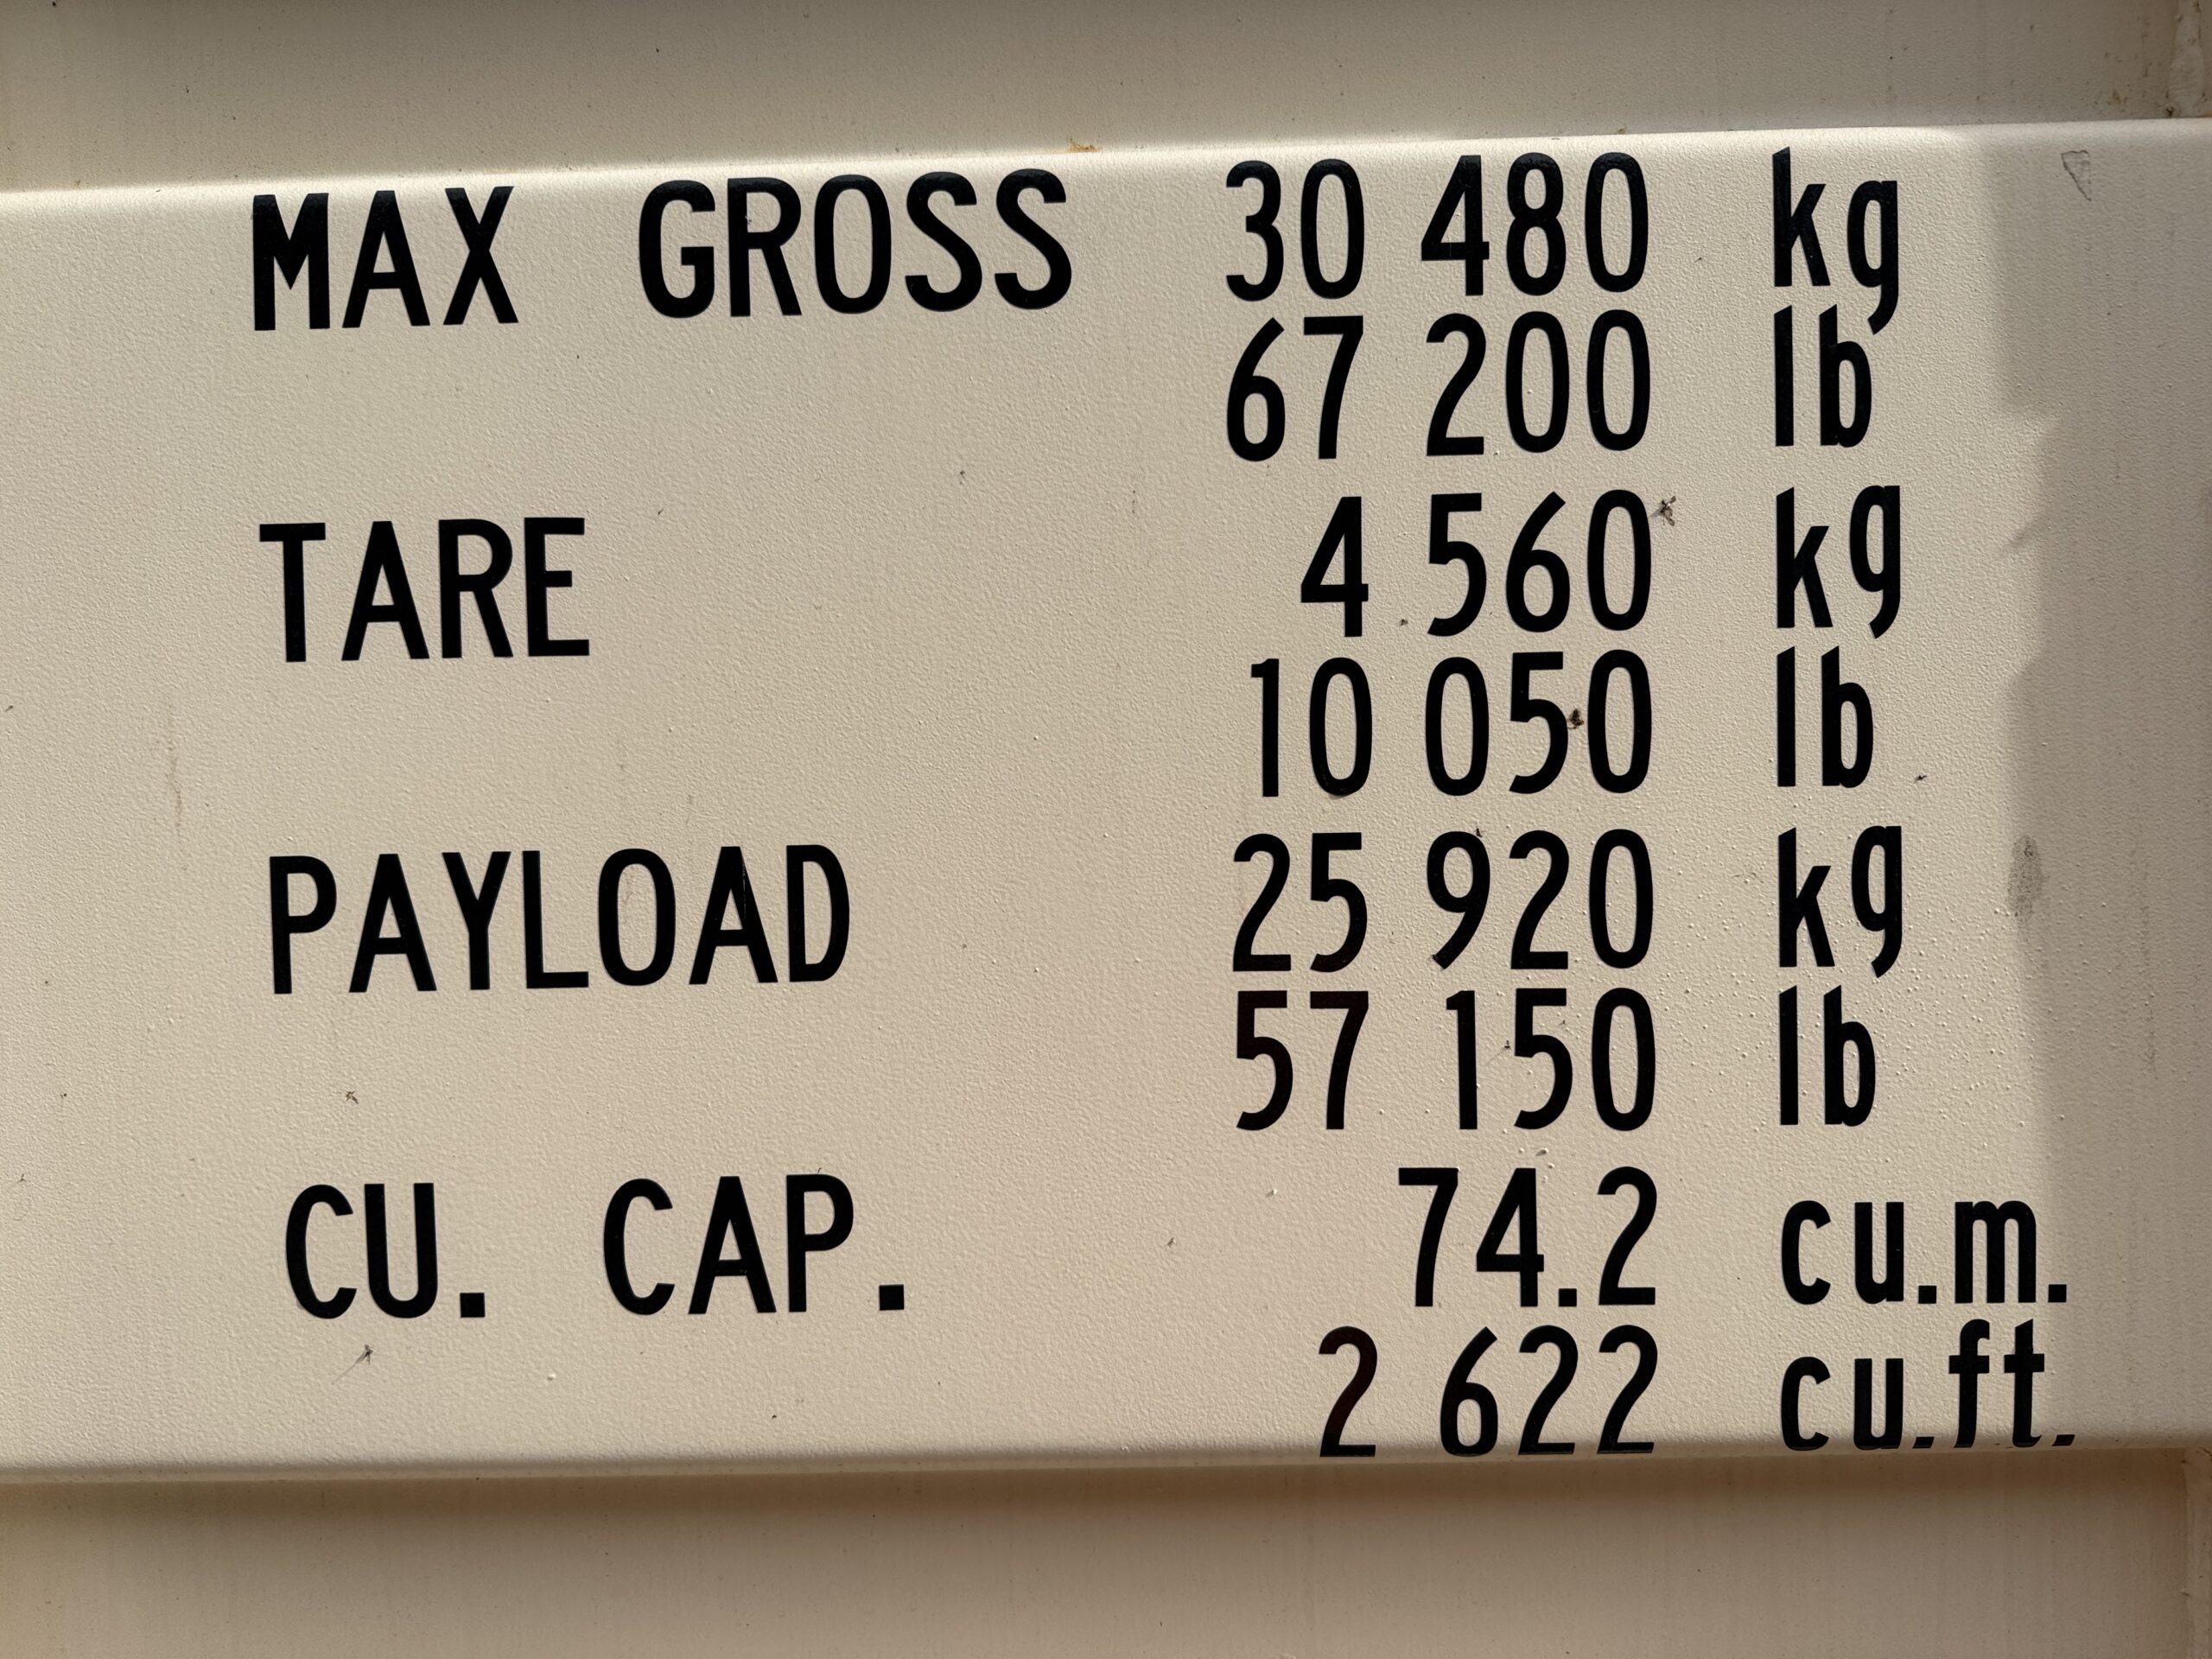 MAX GROSS 30 480 kg
67 200 lb
TARE 4 560 kg
10 050 lb
PAYLOAD 25 920 kg
57 150 lb
CU. CAP. 74.2 cu.m.
2 622 cu.ft.